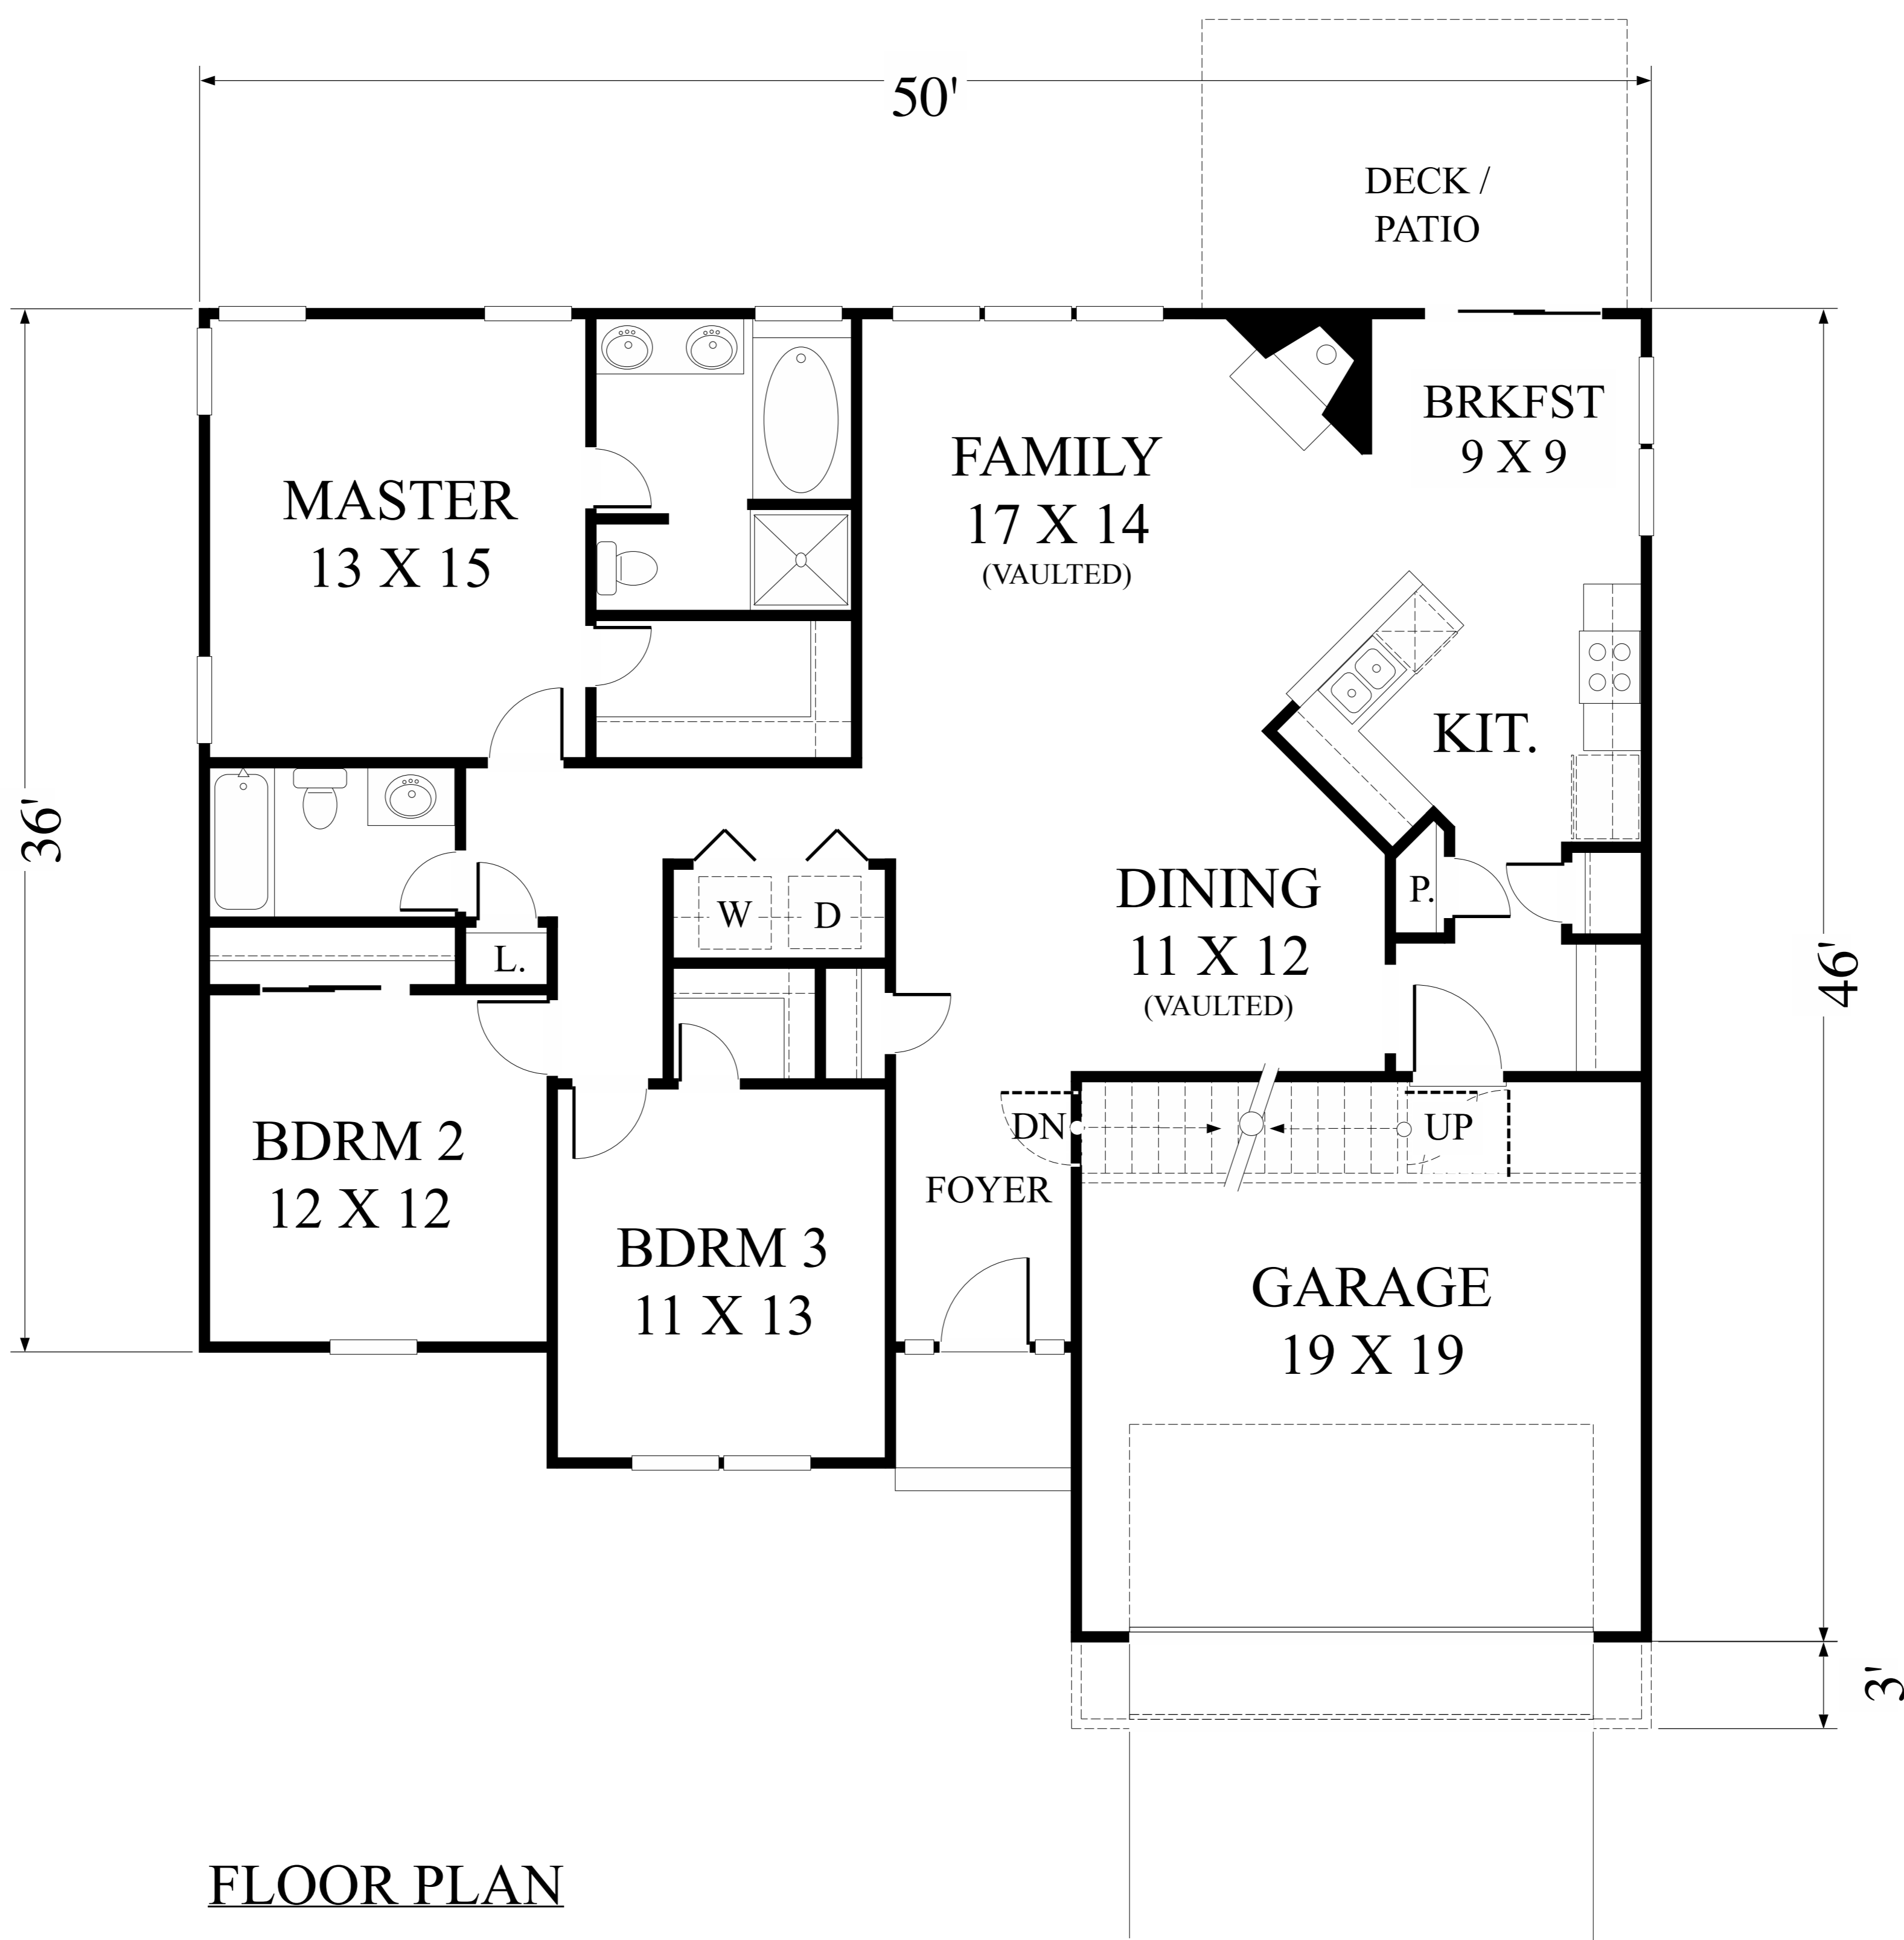 50'
DECK /
PATIO
BRKFST
9 X 9
FAMILY
17 X 14
(VAULTED)
MASTER
13 X 15
KIT.
36'
46'
W
D
DINING
11 X 12
(VAULTED)
P.
L.
DN
UP
BDRM 2
12 X 12
FOYER
BDRM 3
11 X 13
GARAGE
19 X 19
3'
FLOOR PLAN